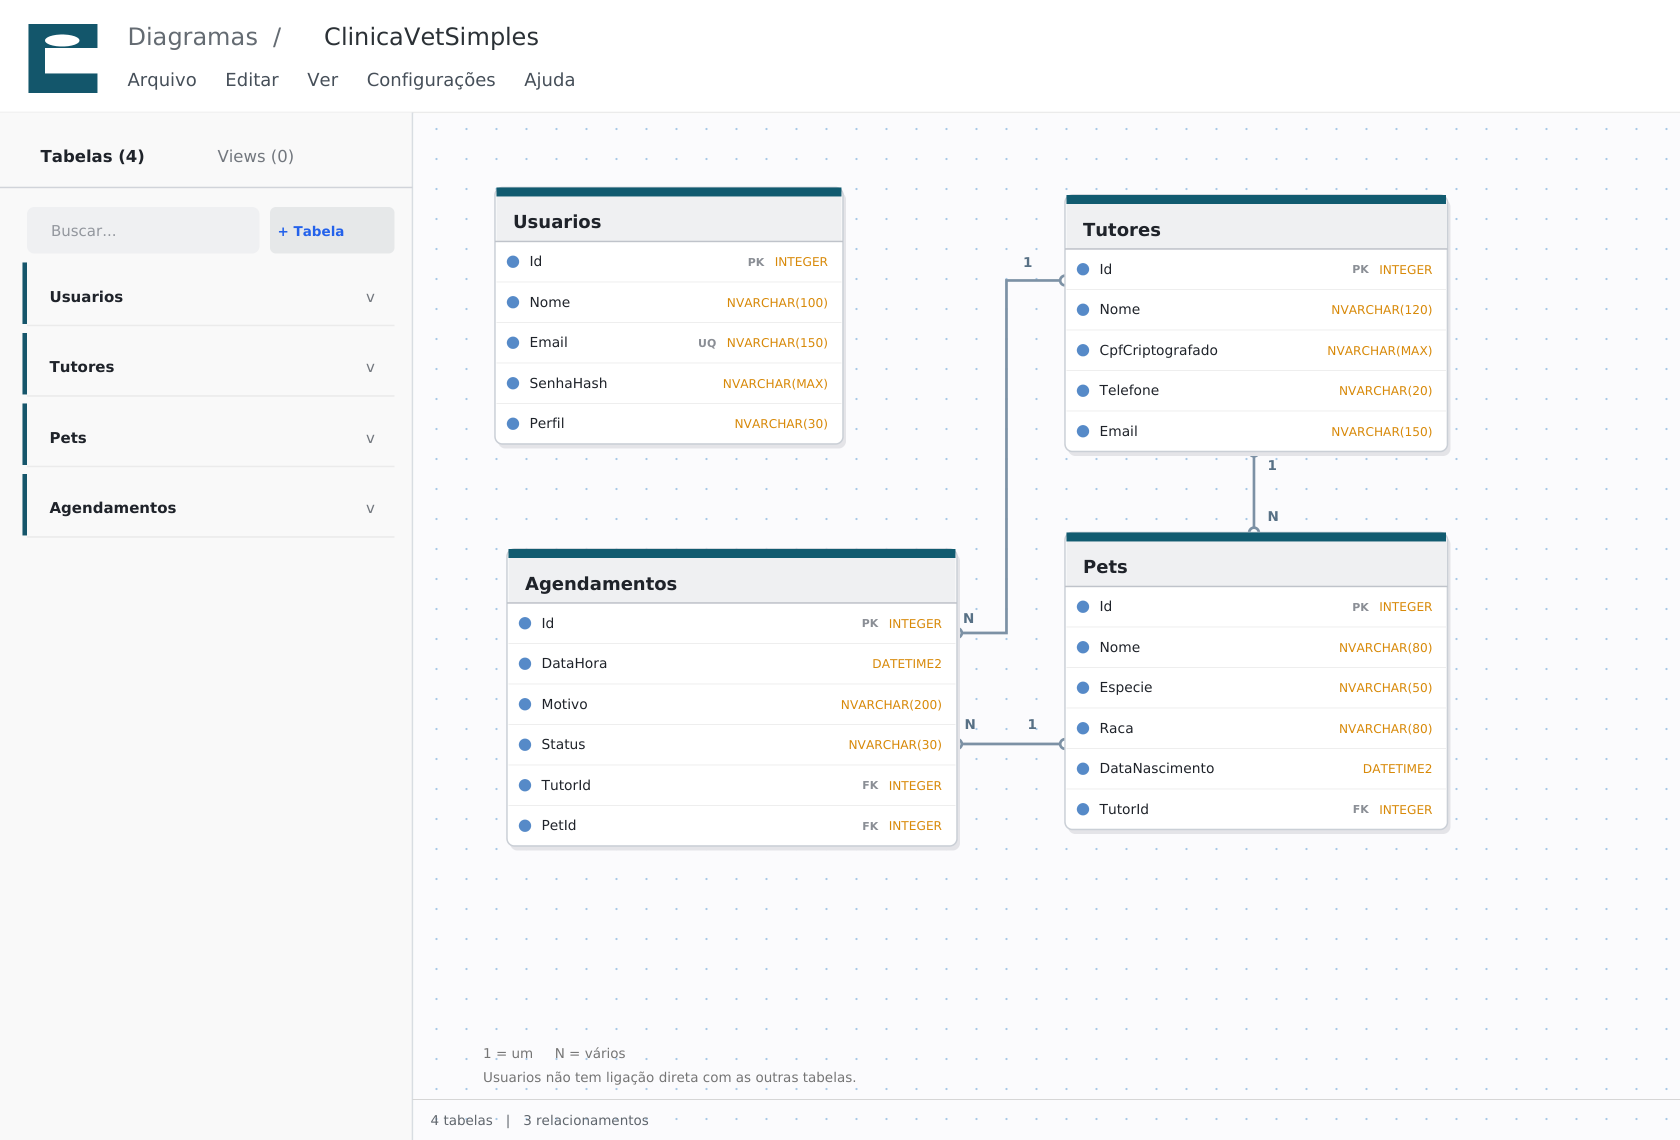 Diagramas / ClinicaVetSimples
Arquivo Editar Ver Configurações Ajuda
Tabelas (4) Views (0)
Buscar... + Tabela
Usuarios v
Tutores v
Pets v
Agendamentos v
Usuarios
Id PK INTEGER
Nome NVARCHAR(100)
Email UQ NVARCHAR(150)
SenhaHash NVARCHAR(MAX)
Perfil NVARCHAR(30)
Tutores
Id PK INTEGER
Nome NVARCHAR(120)
CpfCriptografado NVARCHAR(MAX)
Telefone NVARCHAR(20)
Email NVARCHAR(150)
1
1
N
Agendamentos
Id PK INTEGER
DataHora DATETIME2
Motivo NVARCHAR(200)
Status NVARCHAR(30)
TutorId FK INTEGER
PetId FK INTEGER
N
N 1
Pets
Id PK INTEGER
Nome NVARCHAR(80)
Especie NVARCHAR(50)
Raca NVARCHAR(80)
DataNascimento DATETIME2
TutorId FK INTEGER
1 = um N = vários
Usuarios não tem ligação direta com as outras tabelas.
4 tabelas | 3 relacionamentos